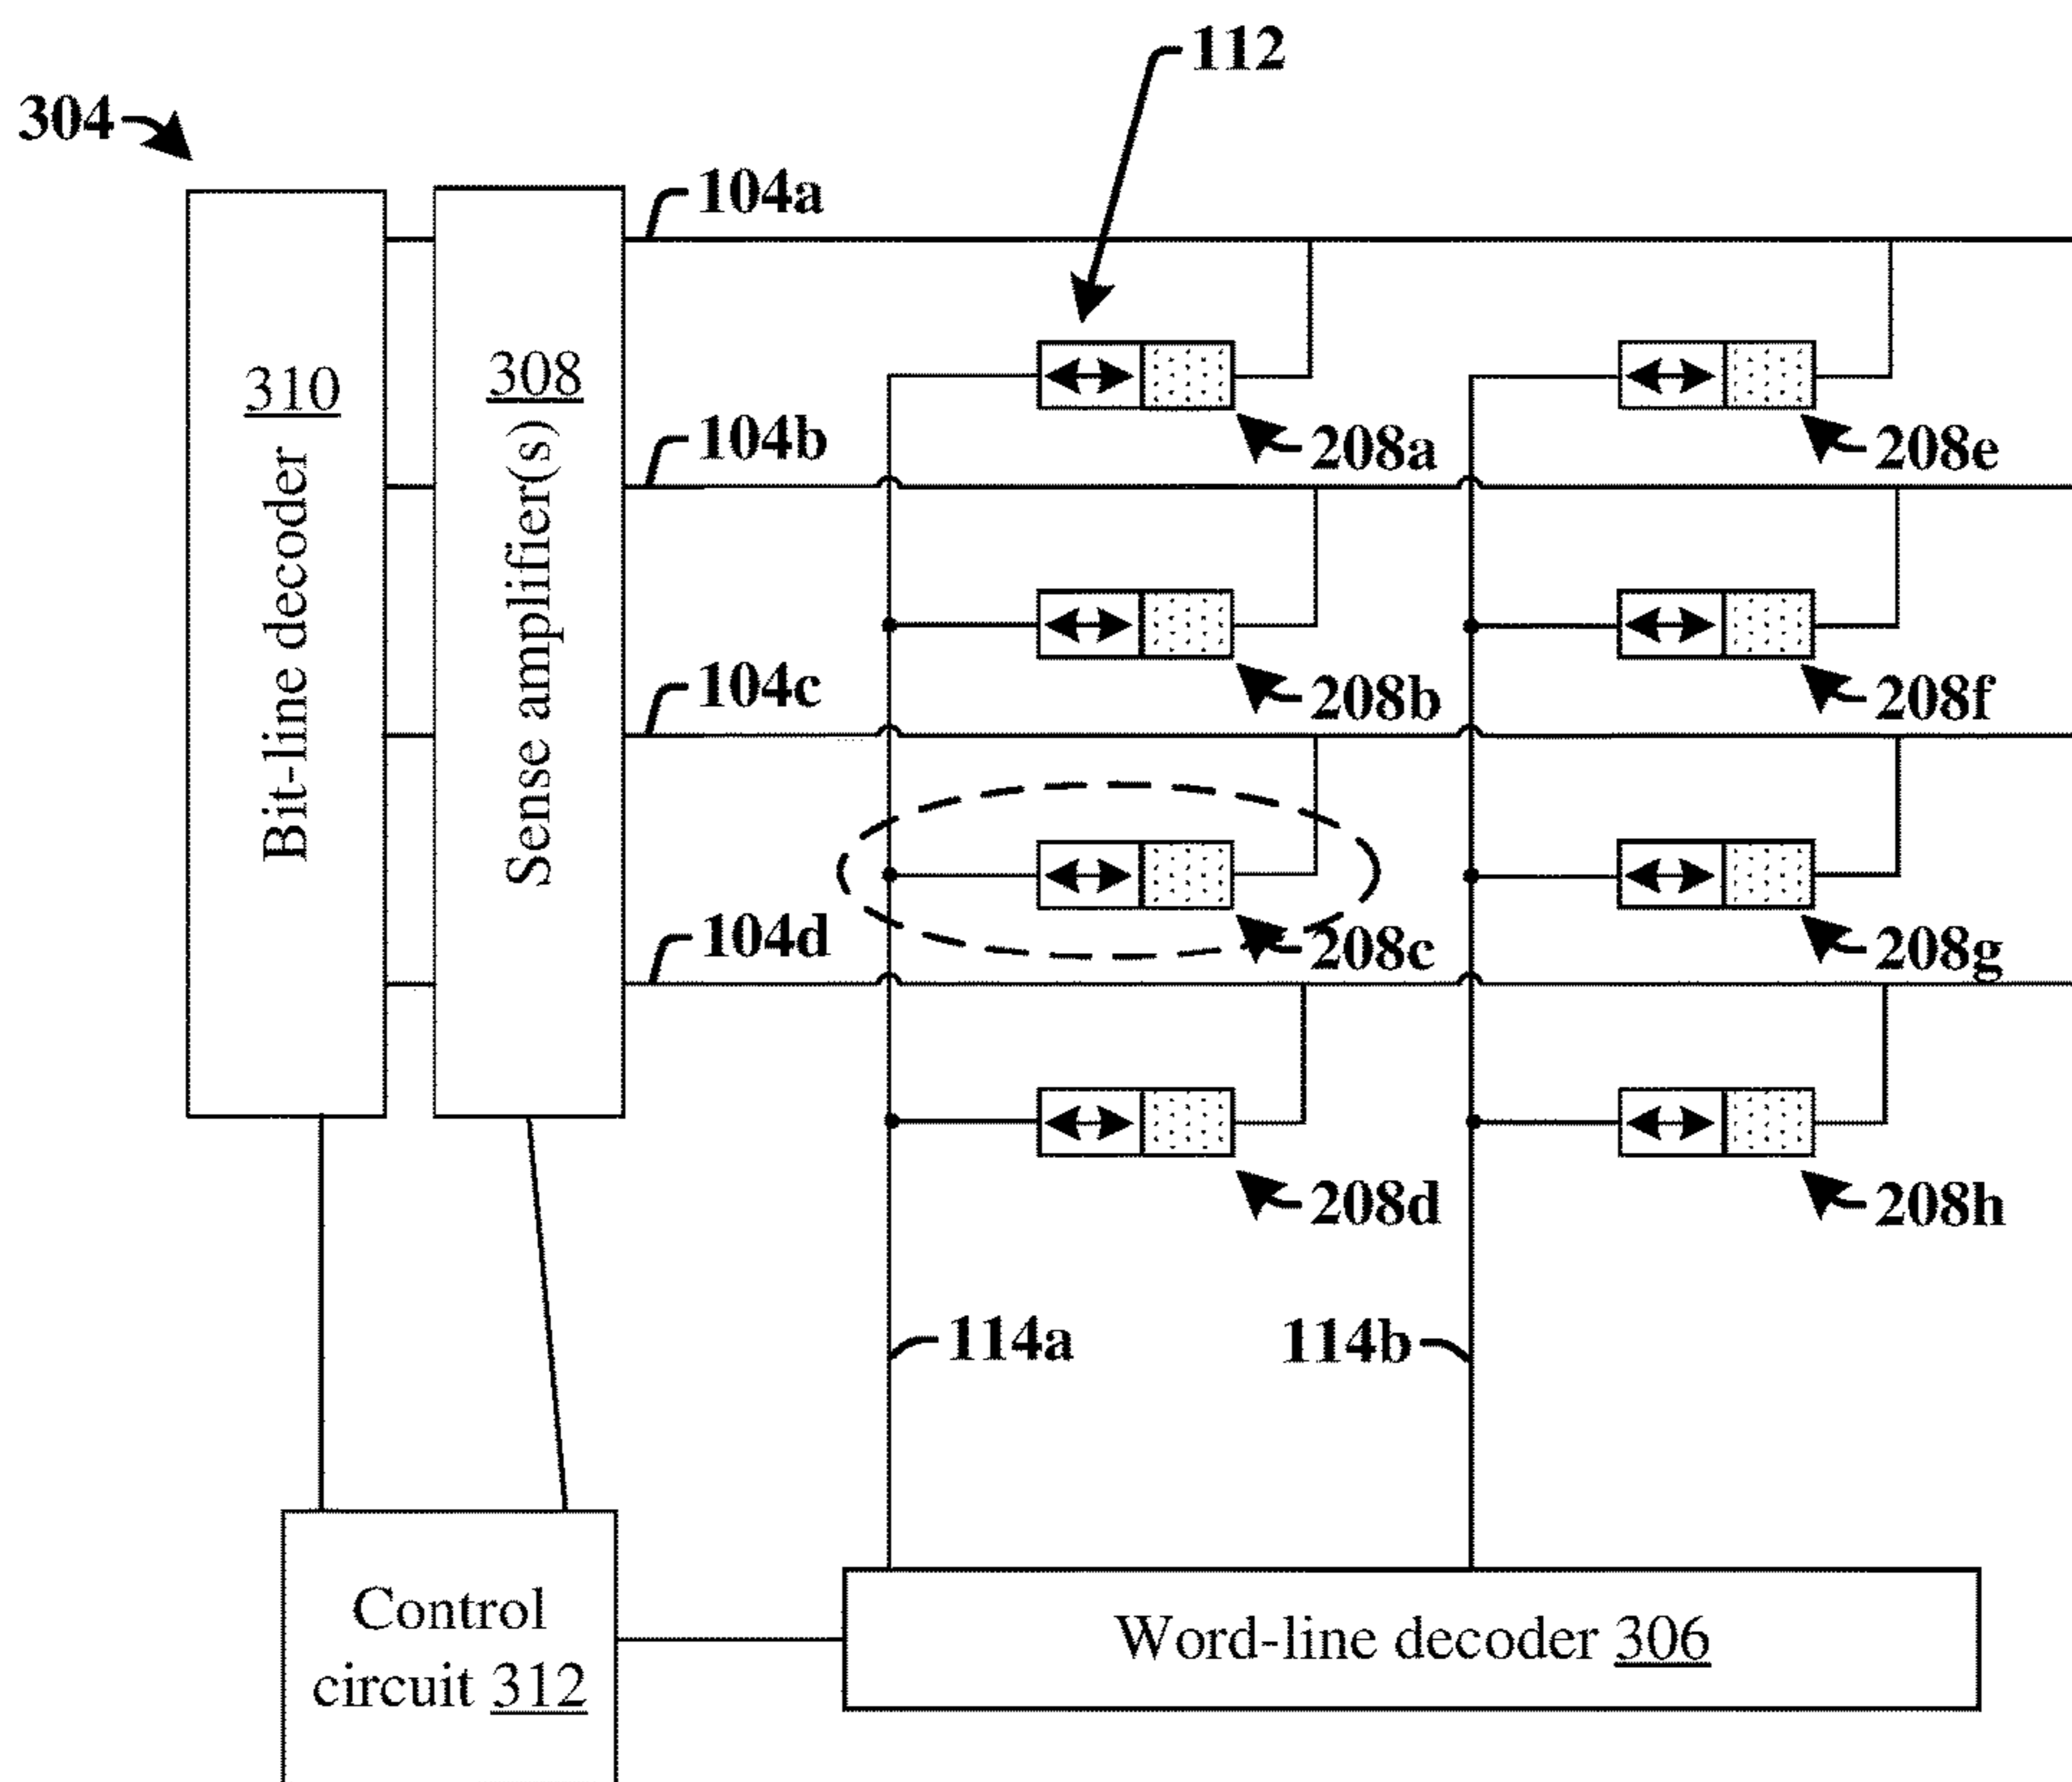 112
304
104a
310
Bit-line decoder
308
Sense amplifier(s)
104b
208a
208e
104c
208b
208f
104d
208c
208g
208d
208h
114a
114b
Control
circuit 312
Word-line decoder 306